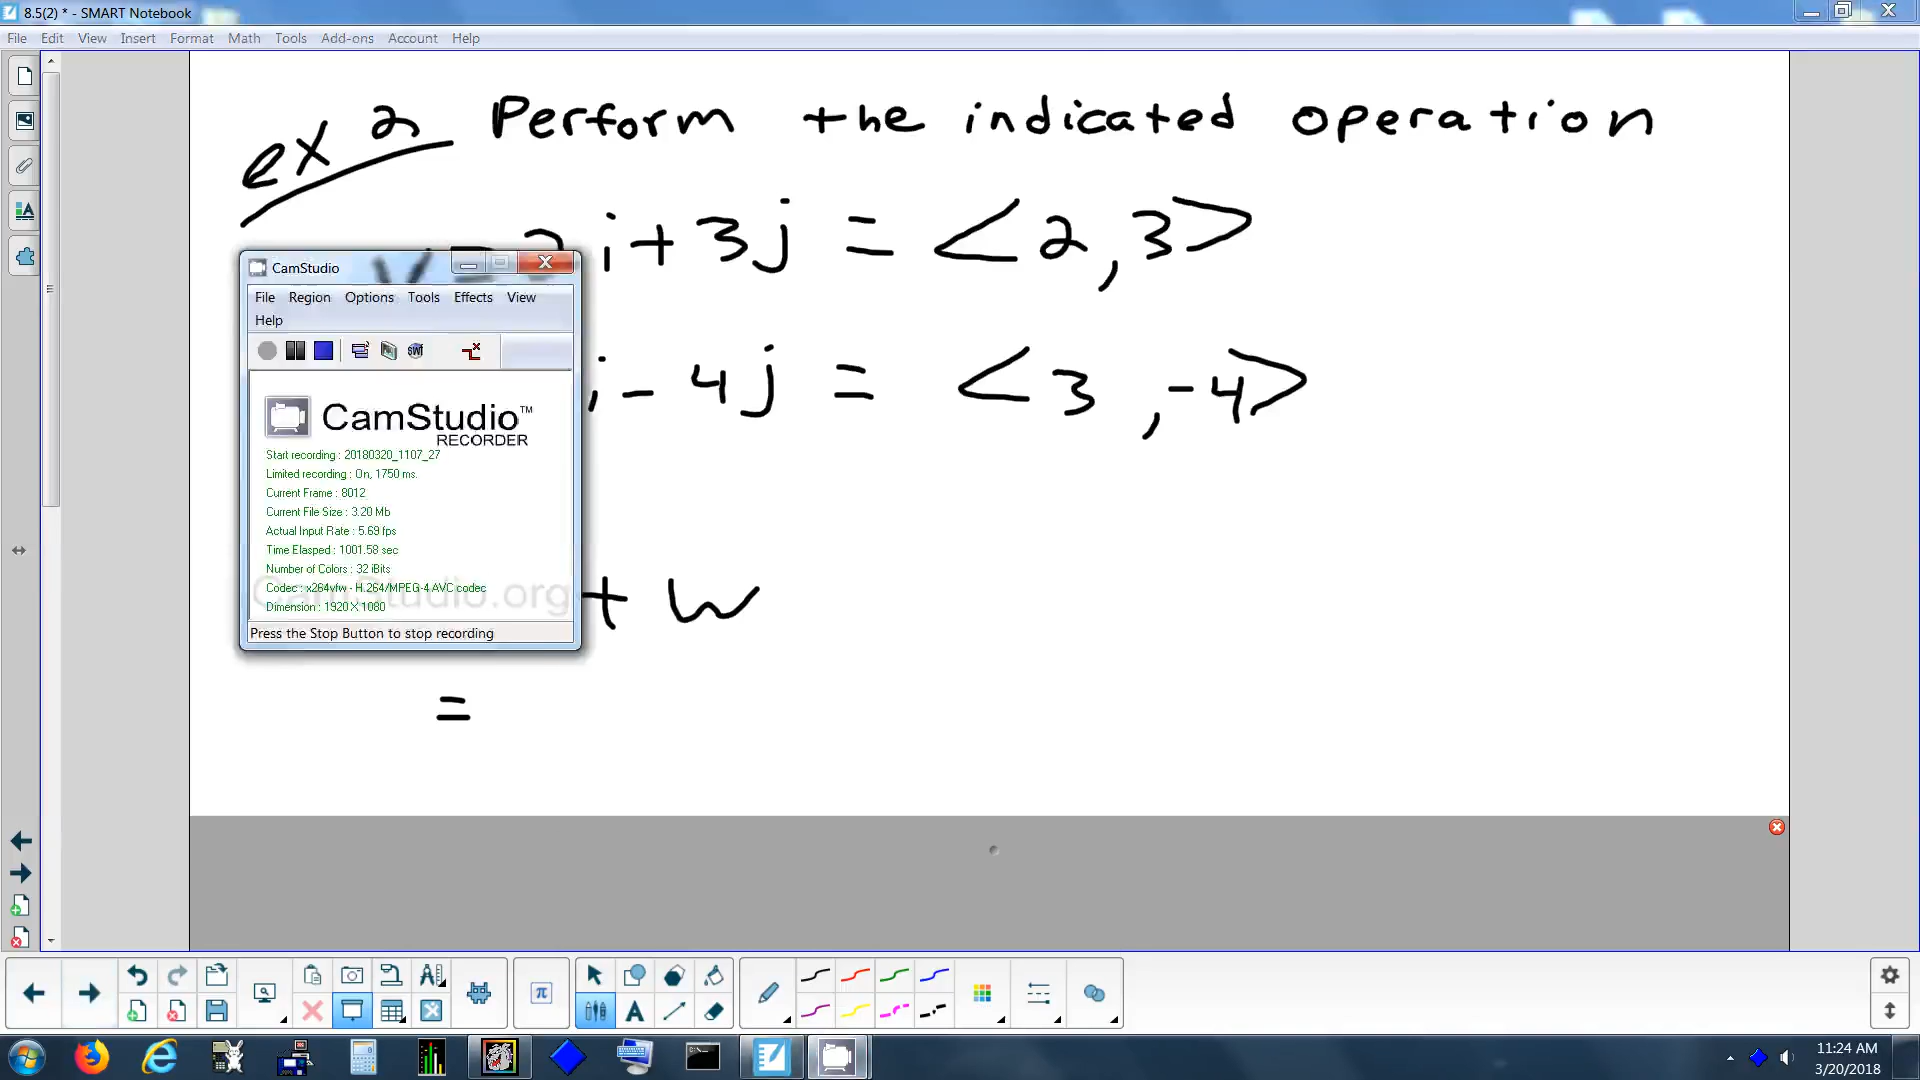 8.5(2) * - SMART Notebook
File Edit View Insert Format Math Tools Add-ons Account Help
ex 2 Perform the indicated operation
V = 2i + 3j = <2, 3>
i - 4j = <3, -4>
+ w
=
CamStudio
File Region Options Tools Effects View
Help
CamStudio™
RECORDER
Start recording : 20180320_1107_27
Limited recording : On, 1750 ms.
Current Frame : 8012
Current File Size : 3.20 Mb
Actual Input Rate : 5.69 fps
Time Elasped : 1001.58 sec
Number of Colors : 32 iBits
Codec : x264vfw - H.264/MPEG-4 AVC codec
CamStudio.org
Dimension : 1920 X 1080
Press the Stop Button to stop recording
11:24 AM
3/20/2018